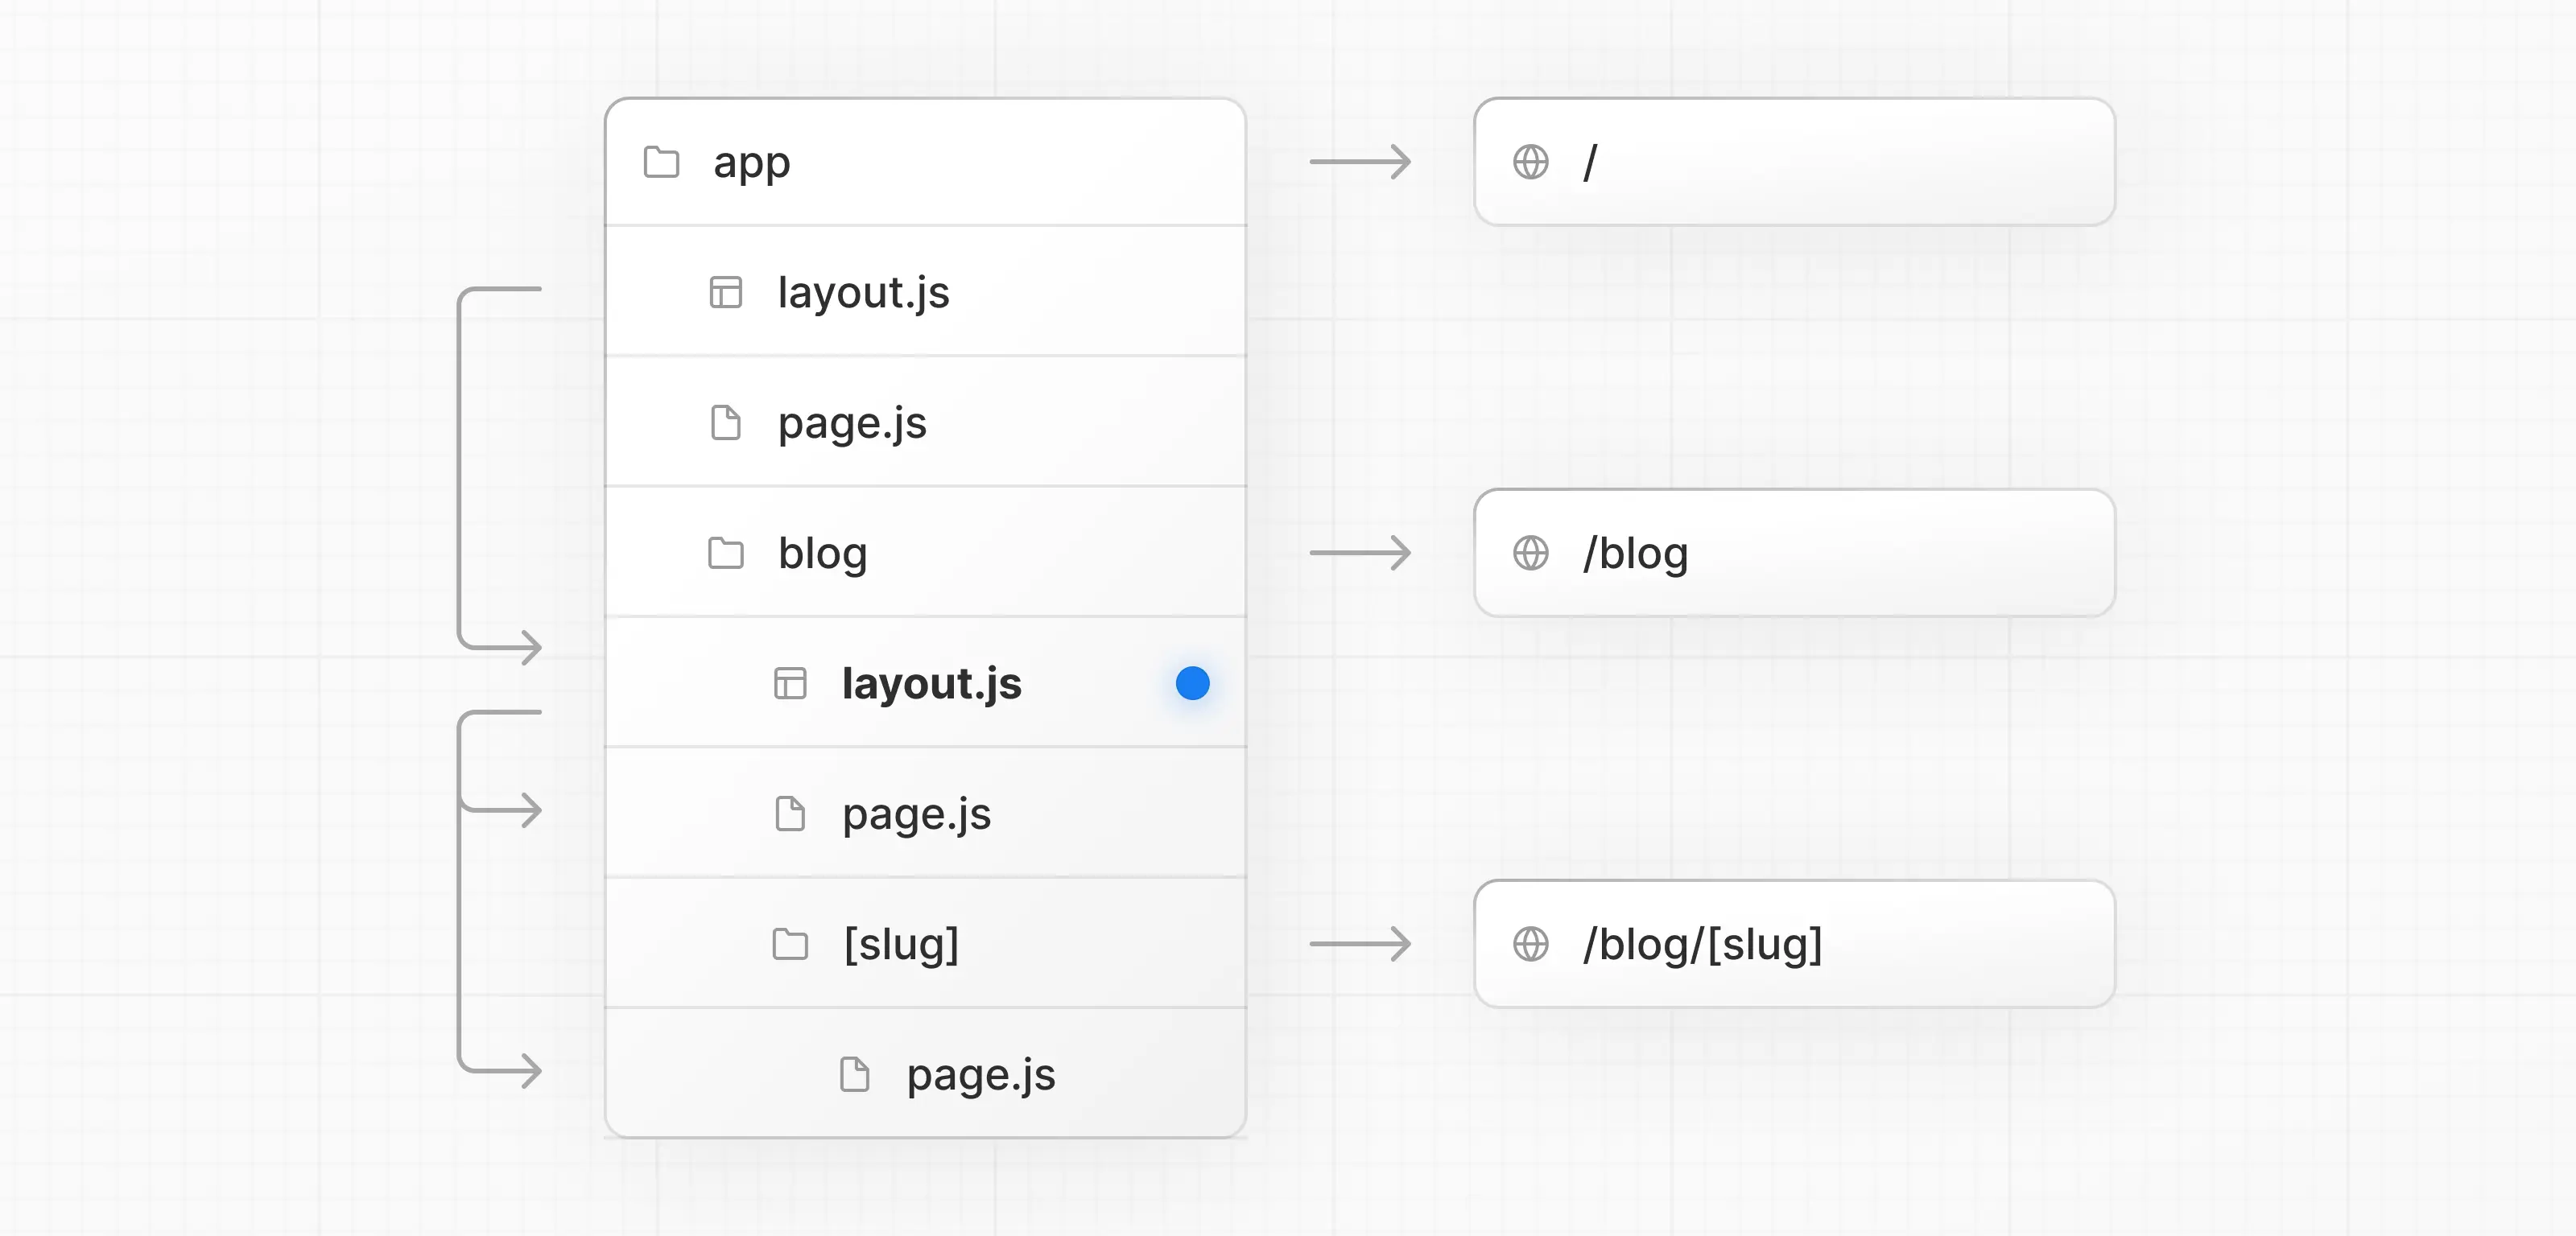 app
layout.js
page.js
blog
layout.js
page.js
[slug]
page.js
/
/blog
/blog/[slug]